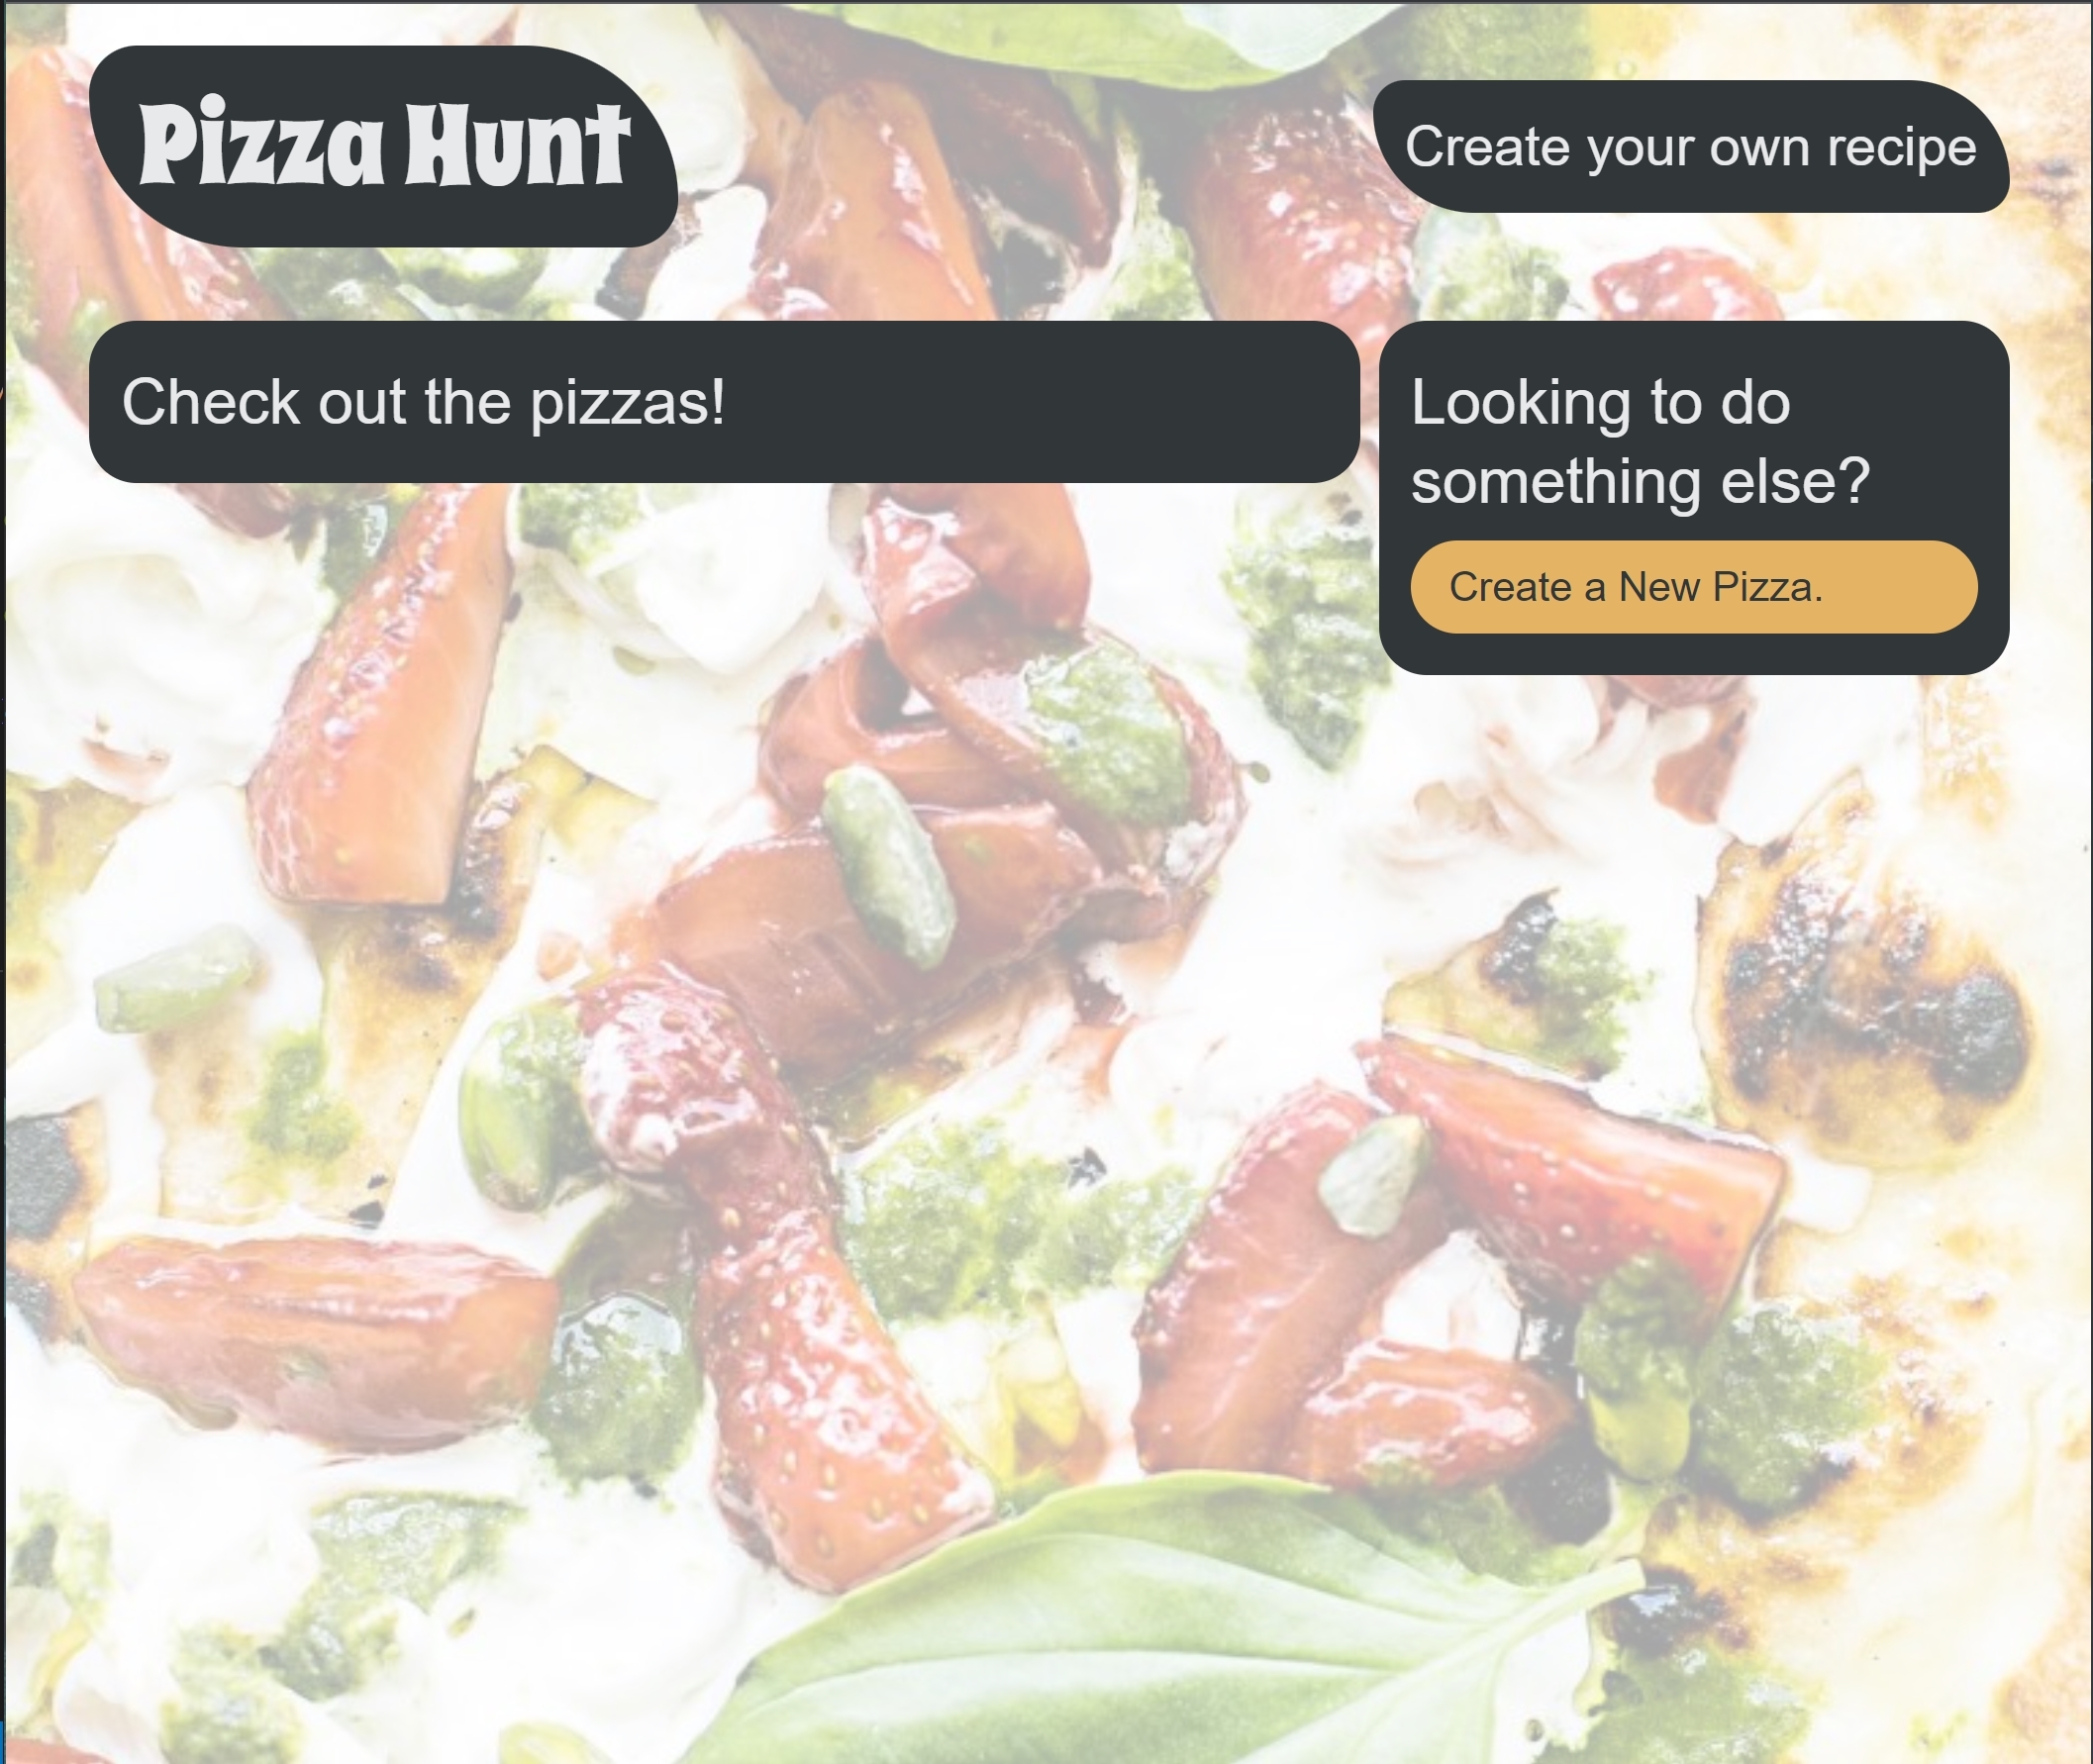 Pizza Hunt
Create your own recipe
Check out the pizzas!
Looking to do
something else?
Create a New Pizza.